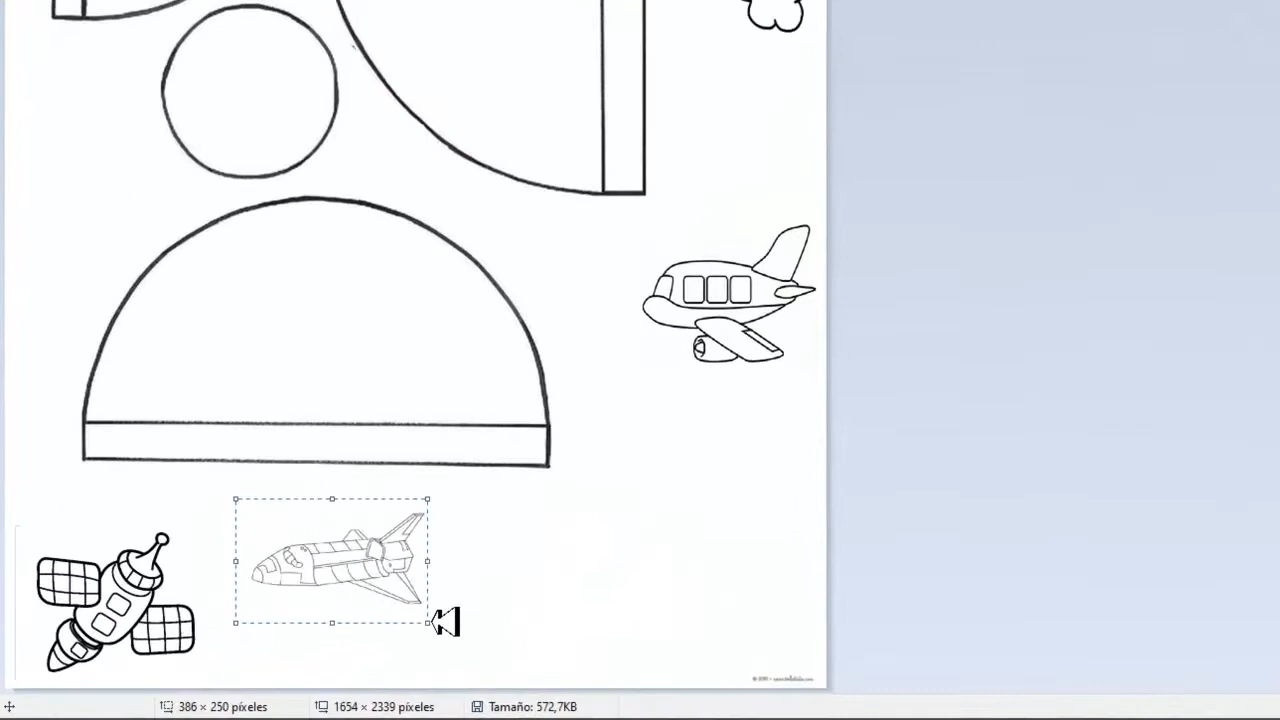 386 × 250 píxeles
1654 × 2339 píxeles
Tamaño: 572,7KB